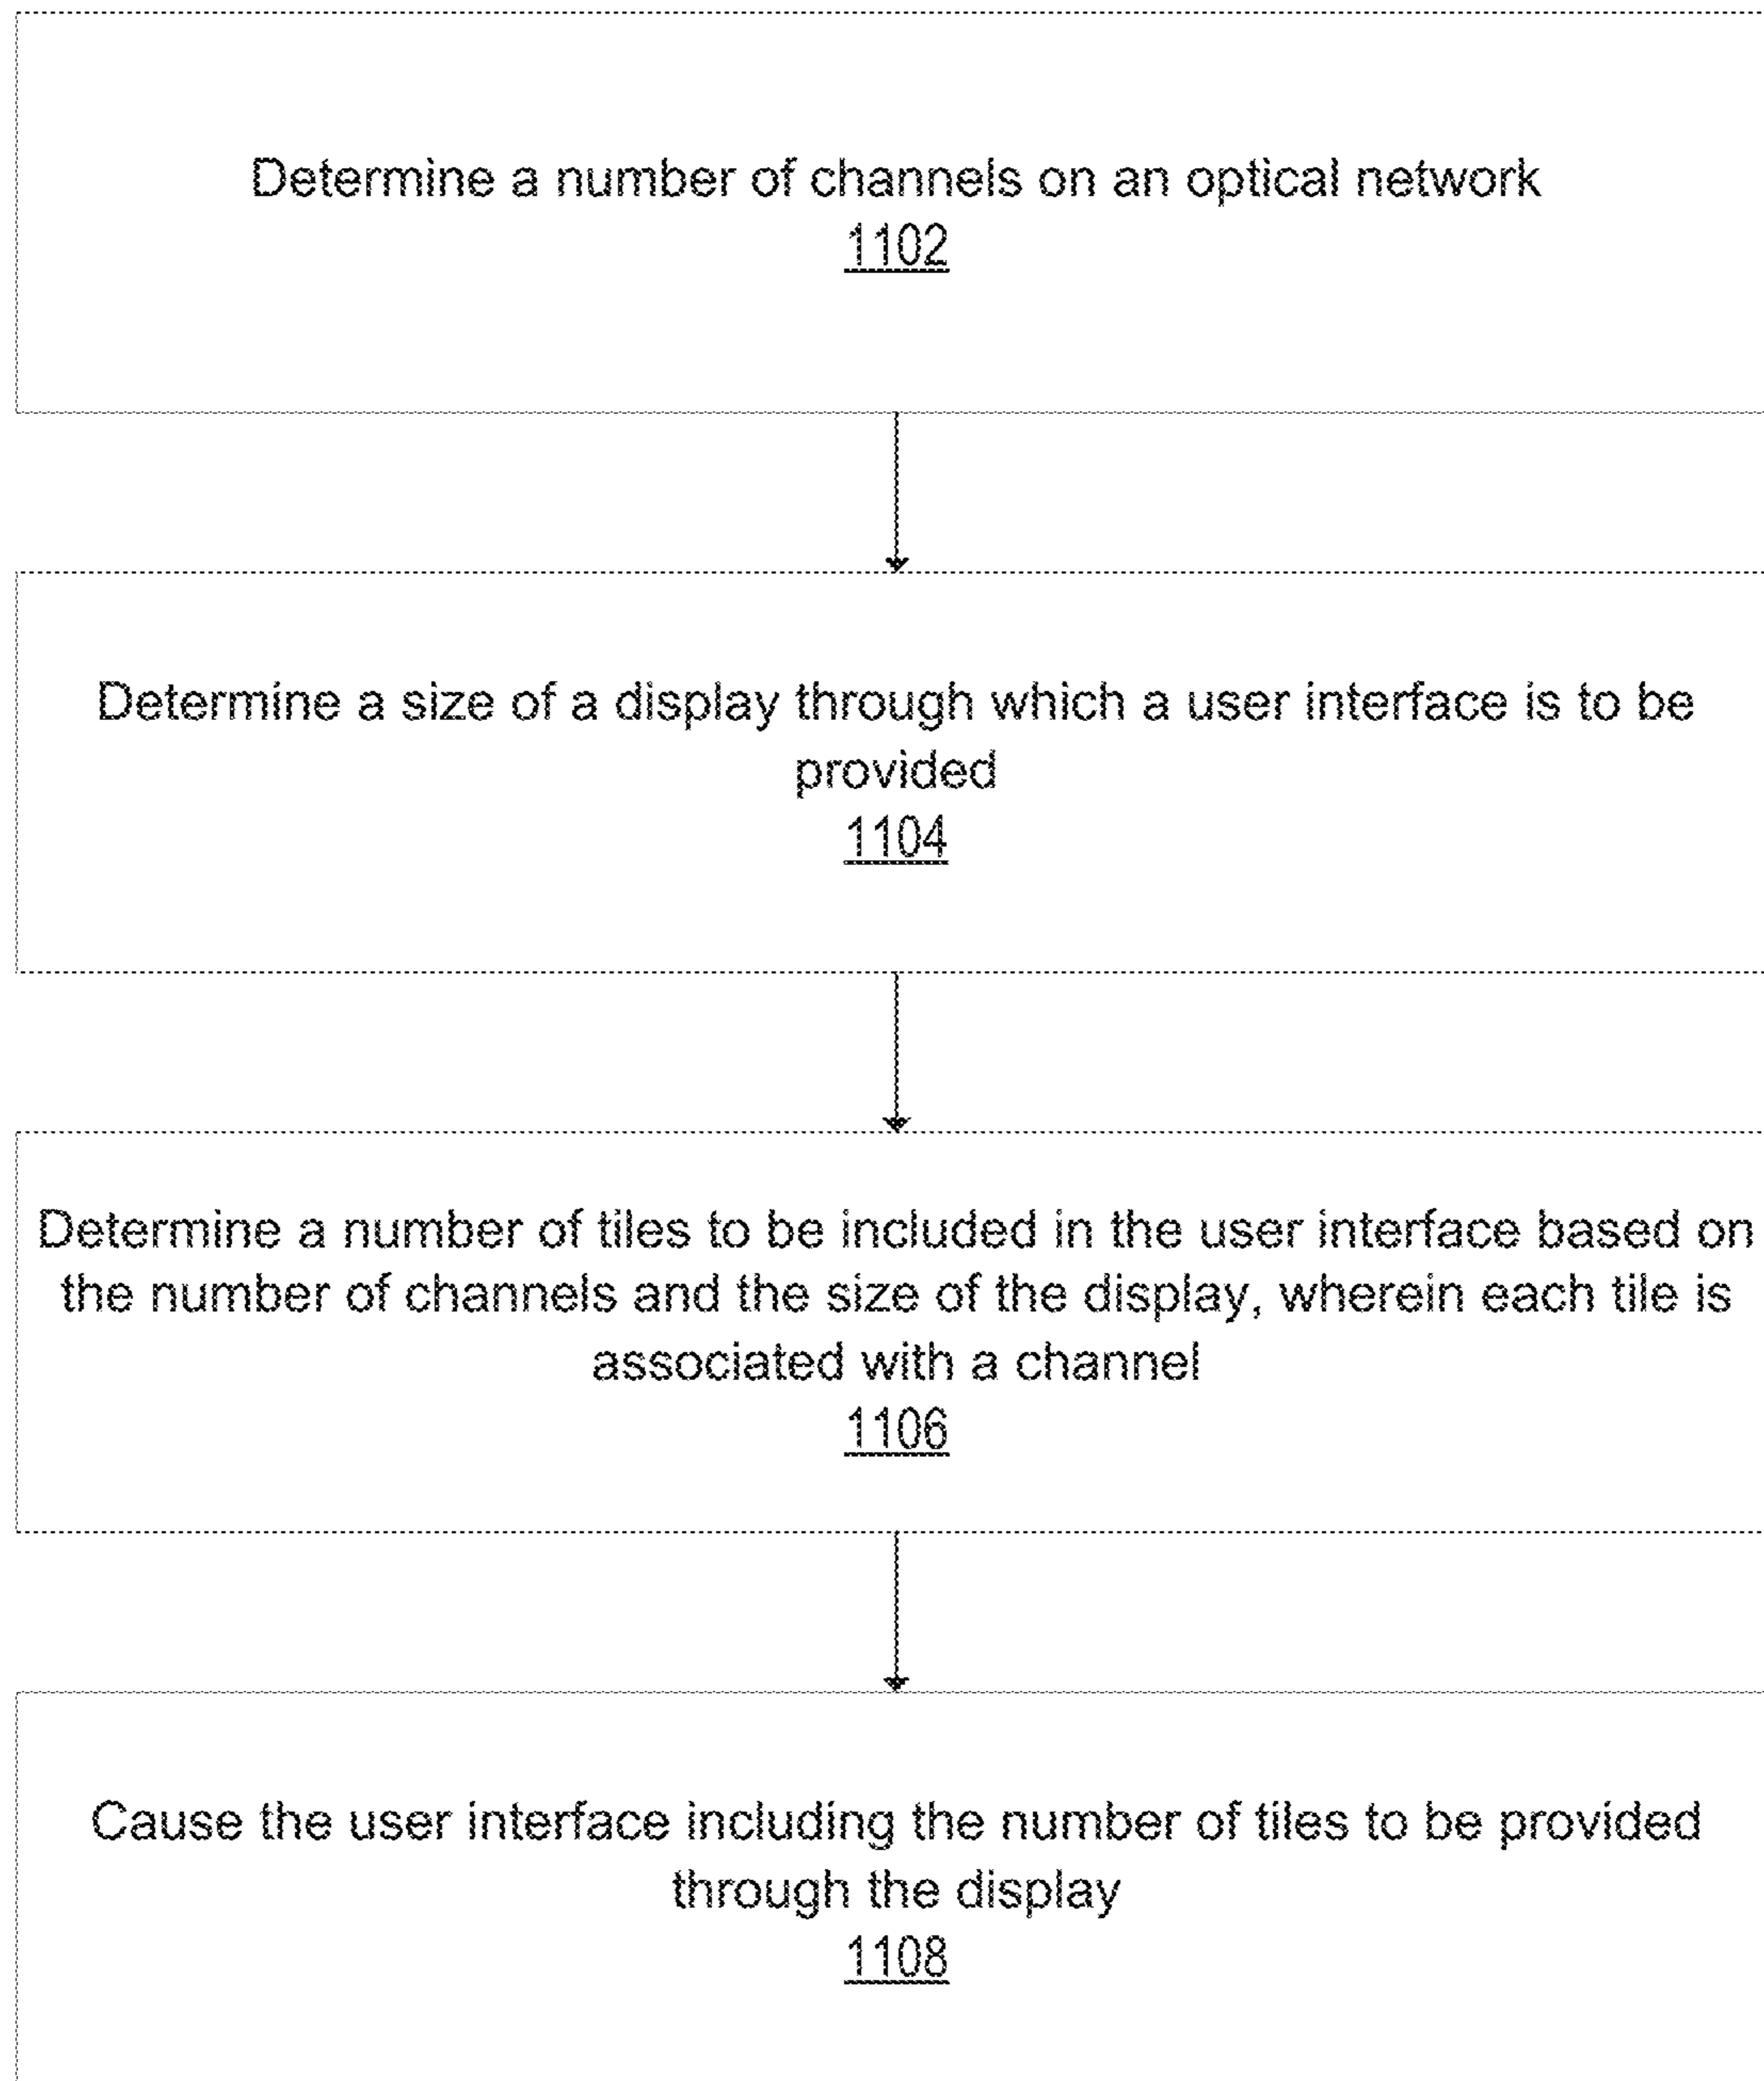 Determine a number of channels on an optical network
1102
Determine a size of a display through which a user interface is to be
provided
1104
Determine a number of tiles to be included in the user interface based on
the number of channels and the size of the display, wherein each tile is
associated with a channel
1106
Cause the user interface including the number of tiles to be provided
through the display
1108